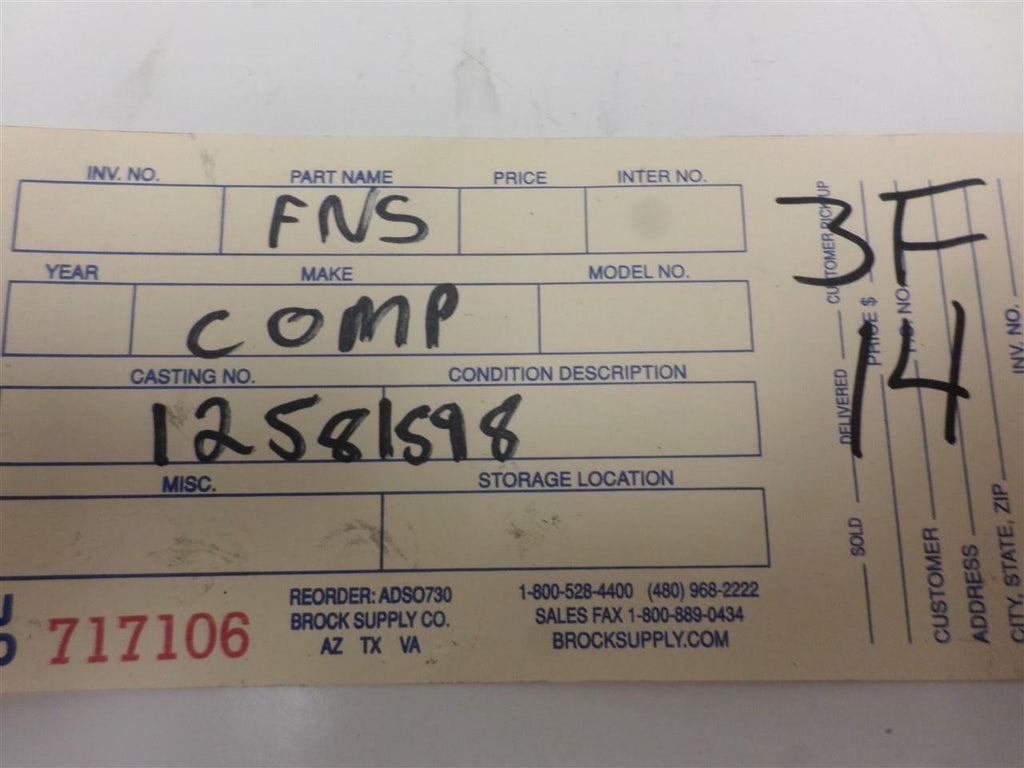 INV. NO. PART NAME PRICE INTER NO.
FNS
YEAR MAKE MODEL NO.
COMP
CASTING NO. CONDITION DESCRIPTION
12581598
MISC. STORAGE LOCATION
717106
REORDER: ADSO730
BROCK SUPPLY CO.
AZ TX VA
1-800-528-4400 (480) 968-2222
SALES FAX 1-800-889-0434
BROCKSUPPLY.COM
3F
14
SOLD DELIVERED CUSTOMER PICK UP
PRICE $
P.O. NO.
CUSTOMER
ADDRESS
CITY, STATE, ZIP INV. NO.